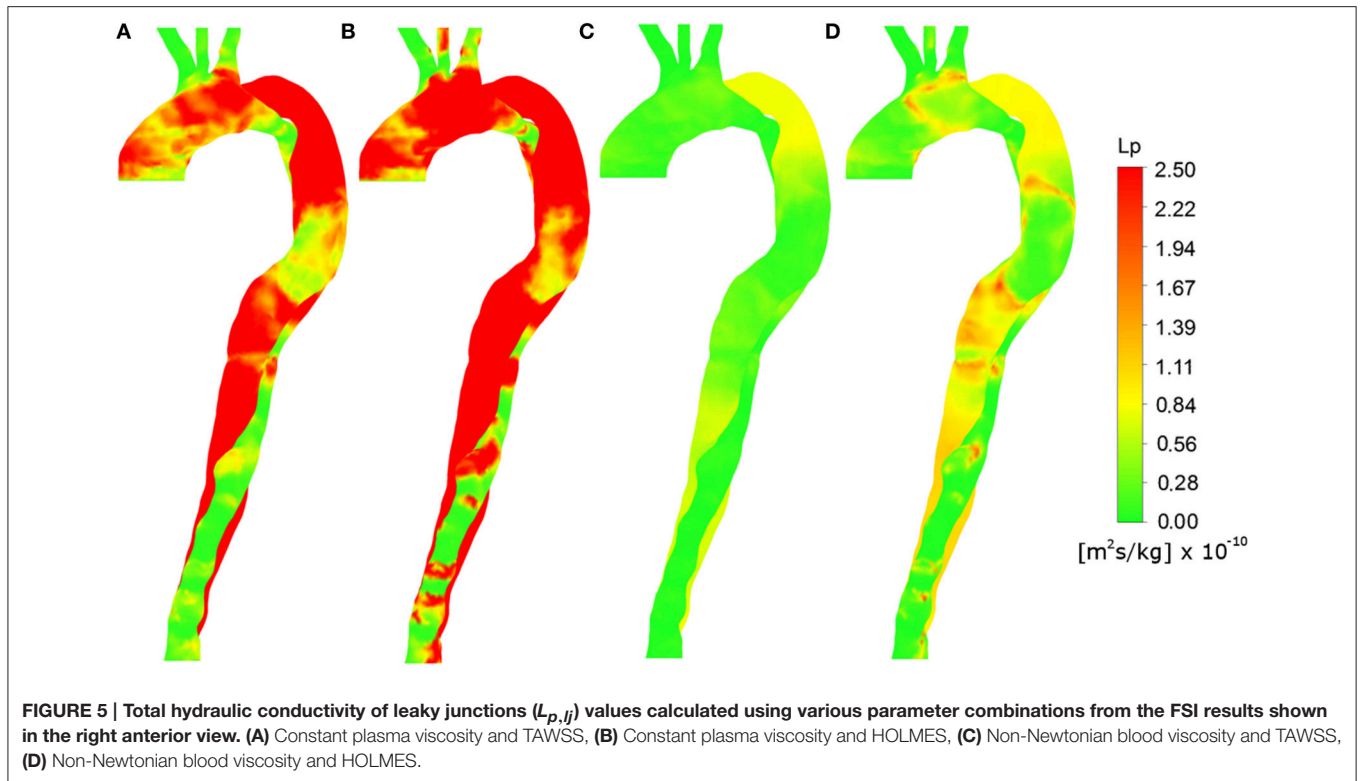 A B C D
Lp
2.50
2.22
1.94
1.67
1.39
1.11
0.84
0.56
0.28
0.00
[m²s/kg] x 10⁻¹⁰
FIGURE 5 | Total hydraulic conductivity of leaky junctions (Lp,lj) values calculated using various parameter combinations from the FSI results shown
in the right anterior view. (A) Constant plasma viscosity and TAWSS, (B) Constant plasma viscosity and HOLMES, (C) Non-Newtonian blood viscosity and TAWSS,
(D) Non-Newtonian blood viscosity and HOLMES.